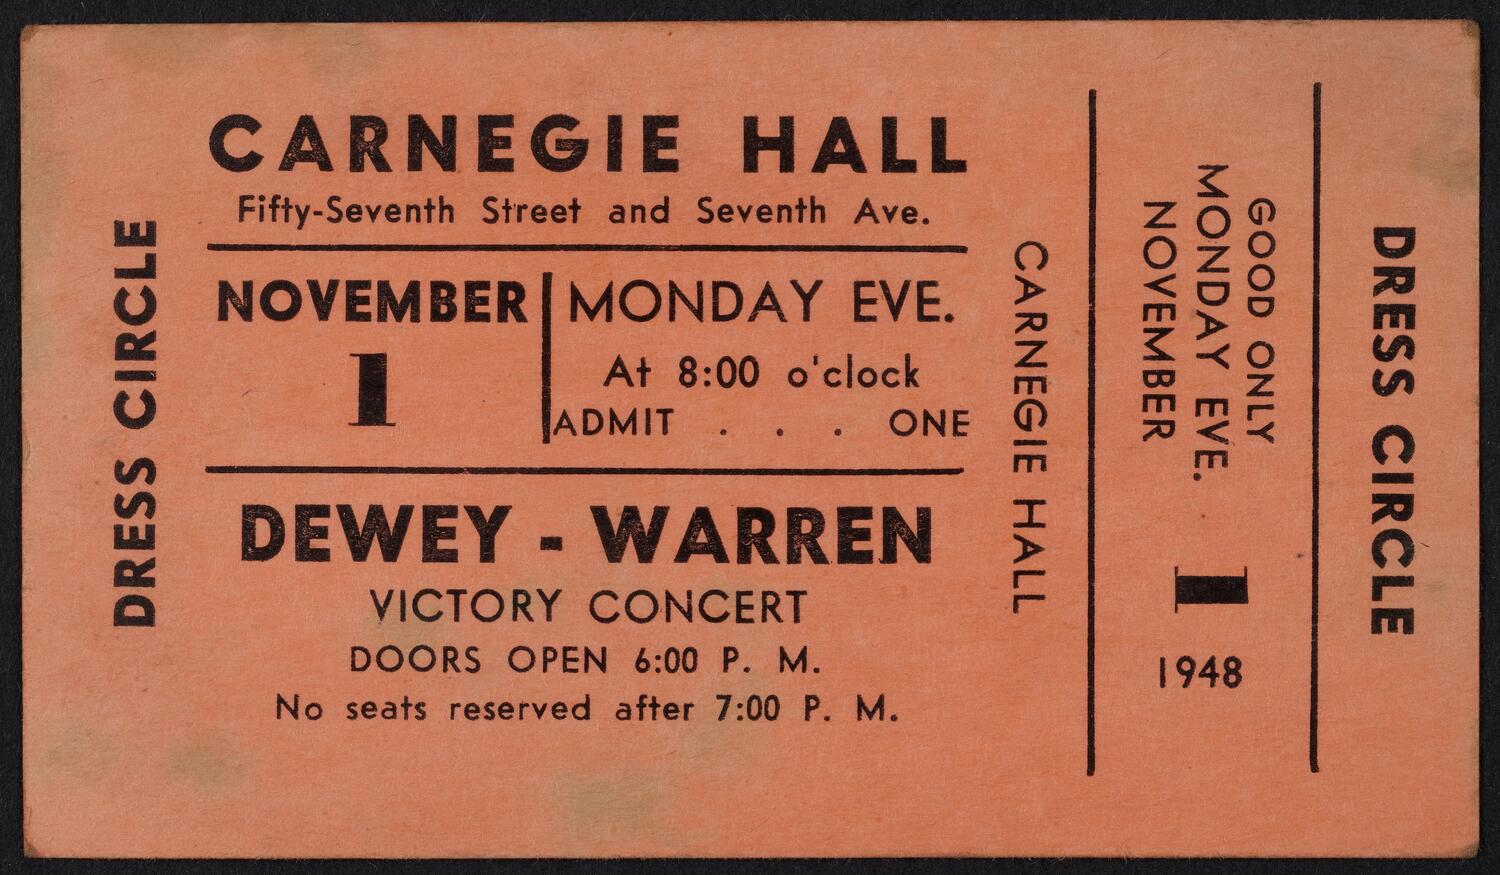 DRESS CIRCLE
CARNEGIE HALL
Fifty-Seventh Street and Seventh Ave.
NOVEMBER
1
MONDAY EVE.
At 8:00 o'clock
ADMIT . . . ONE
DEWEY - WARREN
VICTORY CONCERT
DOORS OPEN 6:00 P. M.
No seats reserved after 7:00 P. M.
CARNEGIE HALL
GOOD ONLY
MONDAY EVE.
NOVEMBER
1
1948
DRESS CIRCLE